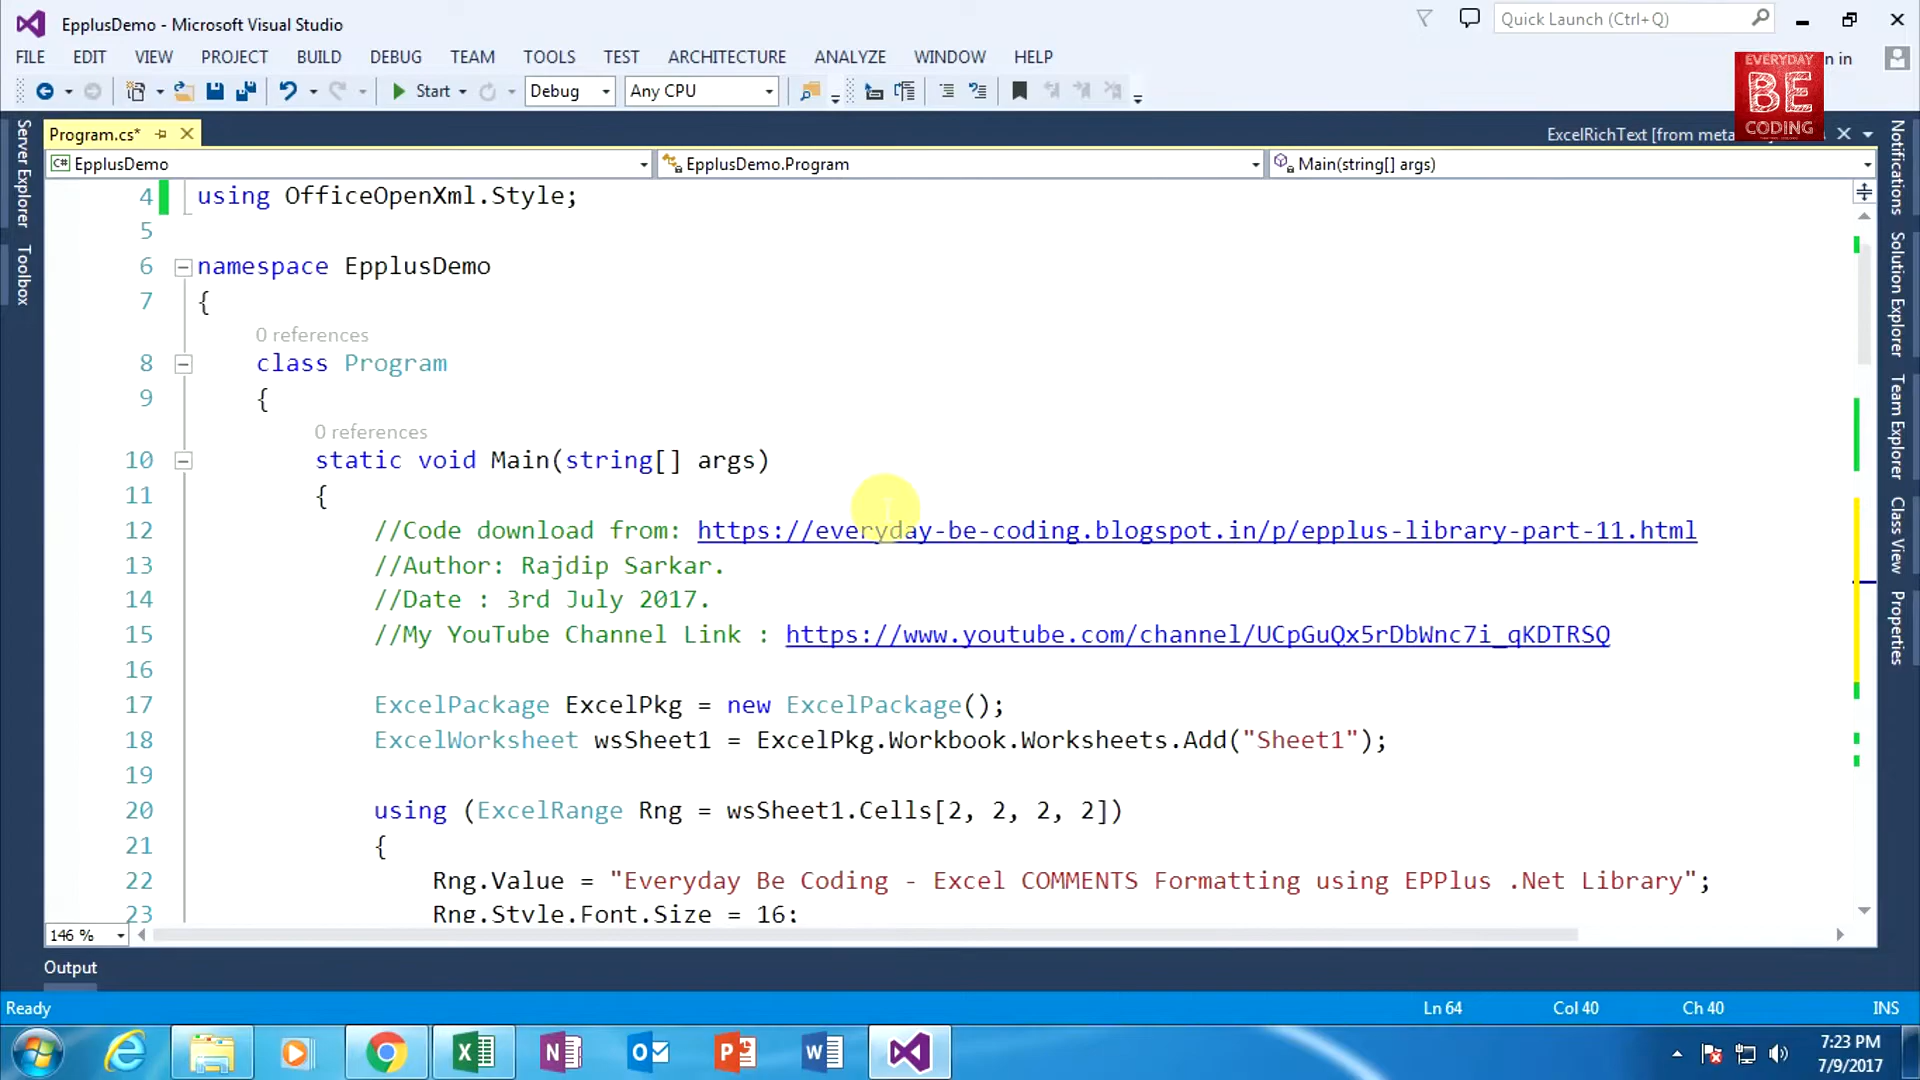 EpplusDemo - Microsoft Visual Studio
Quick Launch (Ctrl+Q)
FILE EDIT VIEW PROJECT BUILD DEBUG TEAM TOOLS TEST ARCHITECTURE ANALYZE WINDOW HELP
n in
Start Debug Any CPU
EVERYDAY
BE
CODING
Program.cs*
ExcelRichText [from meta
EpplusDemo
EpplusDemo.Program
Main(string[] args)
Server Explorer
Toolbox
Notifications
Solution Explorer
Team Explorer
Class View
Properties
4 using OfficeOpenXml.Style;
5
6 namespace EpplusDemo
7 {
0 references
8 class Program
9 {
0 references
10 static void Main(string[] args)
11 {
12 //Code download from: https://everyday-be-coding.blogspot.in/p/epplus-library-part-11.html
13 //Author: Rajdip Sarkar.
14 //Date : 3rd July 2017.
15 //My YouTube Channel Link : https://www.youtube.com/channel/UCpGuQx5rDbWnc7i_qKDTRSQ
16
17 ExcelPackage ExcelPkg = new ExcelPackage();
18 ExcelWorksheet wsSheet1 = ExcelPkg.Workbook.Worksheets.Add("Sheet1");
19
20 using (ExcelRange Rng = wsSheet1.Cells[2, 2, 2, 2])
21 {
22 Rng.Value = "Everyday Be Coding - Excel COMMENTS Formatting using EPPlus .Net Library";
23 Rng.Style.Font.Size = 16;
146 %
Output
Ready
Ln 64 Col 40 Ch 40 INS
7:23 PM
7/9/2017